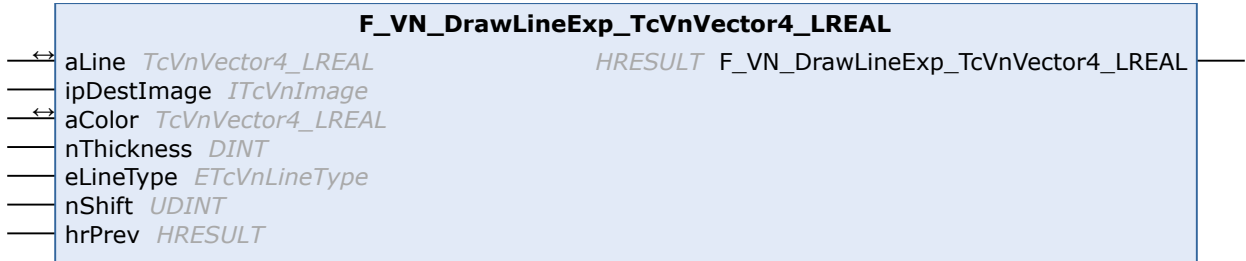 F_VN_DrawLineExp_TcVnVector4_LREAL
aLine TcVnVector4_LREAL HRESULT F_VN_DrawLineExp_TcVnVector4_LREAL
ipDestImage ITcVnImage
aColor TcVnVector4_LREAL
nThickness DINT
eLineType ETcVnLineType
nShift UDINT
hrPrev HRESULT